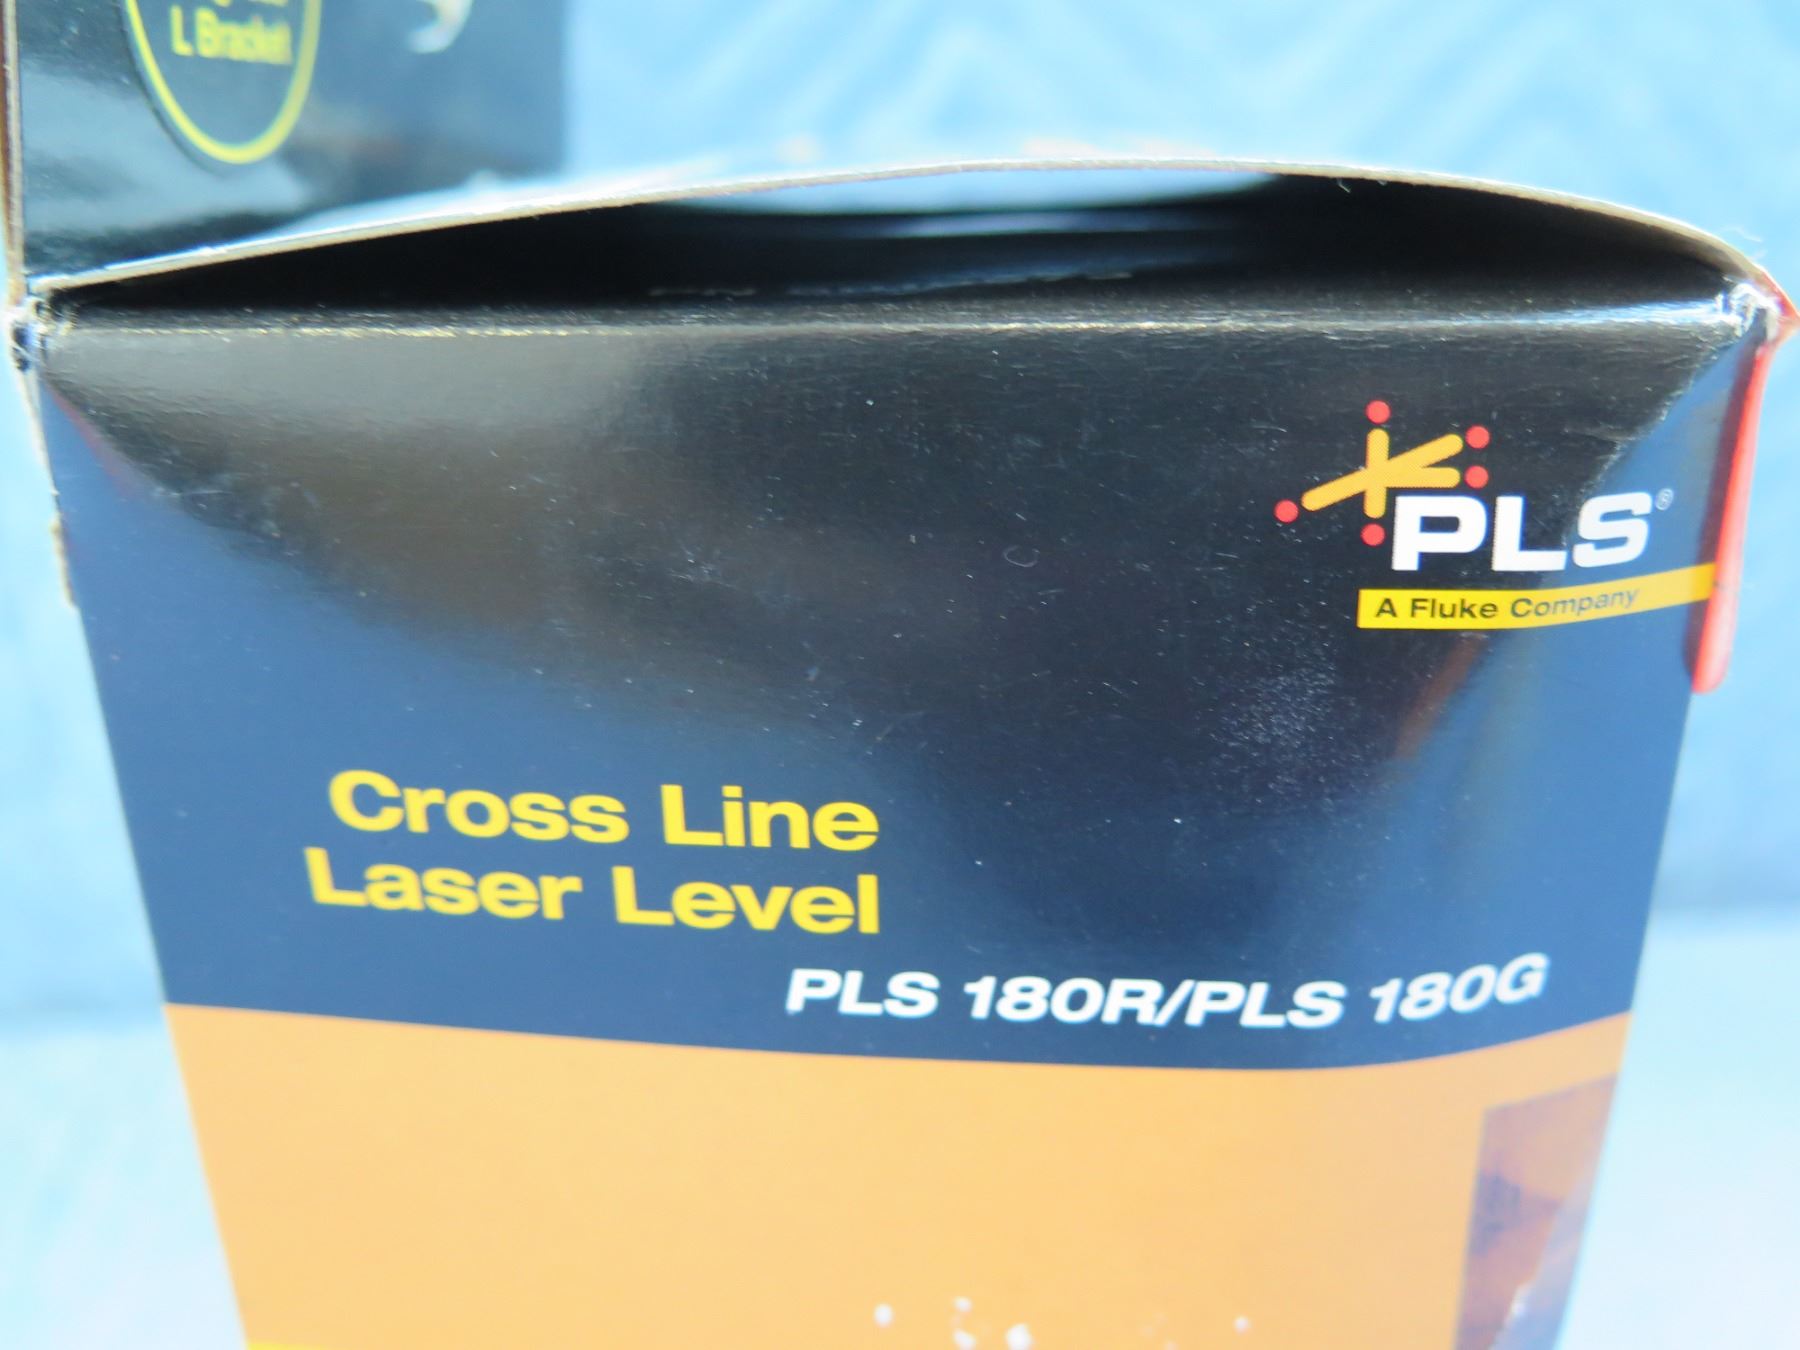 L Bracket
PLS®
A Fluke Company
Cross Line
Laser Level
PLS 180R/PLS 180G